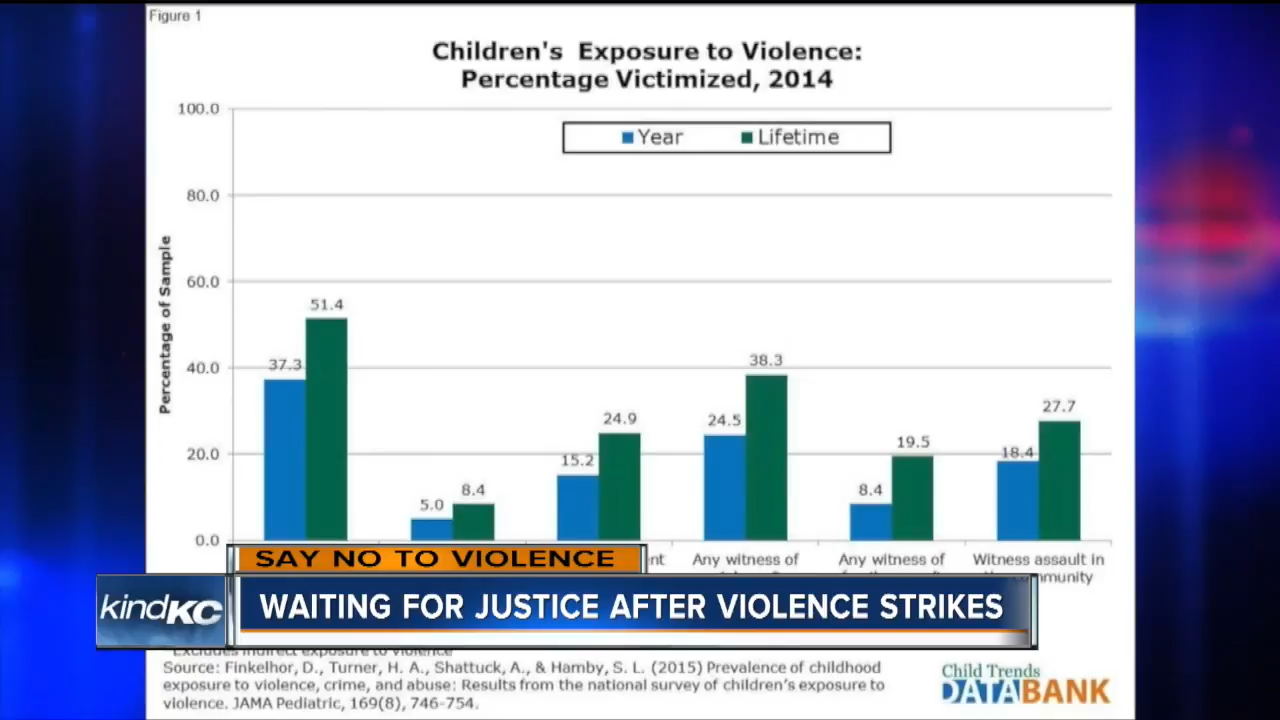 Figure 1
Children's Exposure to Violence:
Percentage Victimized, 2014
Year Lifetime
Percentage of Sample
100.0
80.0
60.0
40.0
20.0
0.0
37.3
51.4
5.0
8.4
15.2
24.9
24.5
38.3
8.4
19.5
18.4
27.7
Any witness of
Any witness of
Witness assault in
SAY NO TO VIOLENCE
kindKC
WAITING FOR JUSTICE AFTER VIOLENCE STRIKES
Excludes indirect exposure to violence
Source: Finkelhor, D., Turner, H. A., Shattuck, A., & Hamby, S. L. (2015) Prevalence of childhood
exposure to violence, crime, and abuse: Results from the national survey of children's exposure to
violence. JAMA Pediatric, 169(8), 746-754.
Child Trends
DATABANK